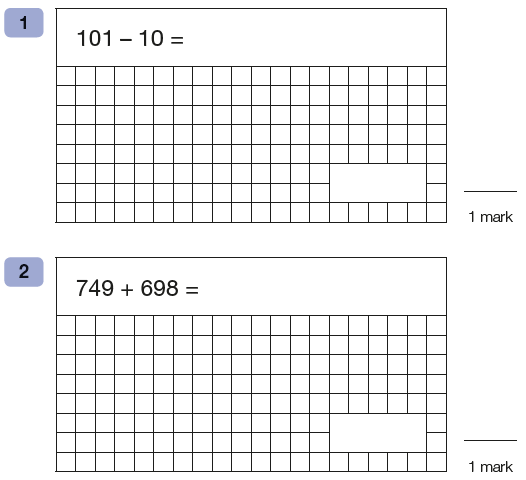 1
101 – 10 =
1 mark
2
749 + 698 =
1 mark